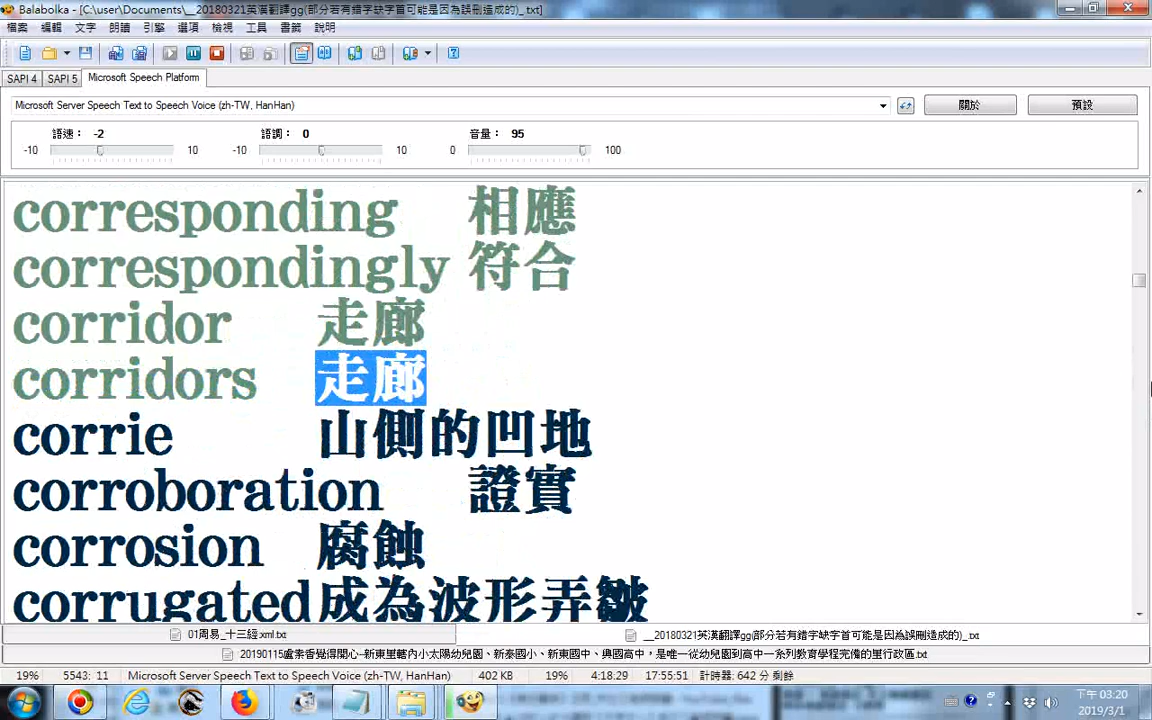 Balabolka - [C:\user\Documents\__20180321英漢翻譯gg(部分若有錯字缺字首可能是因為誤刪造成的)_.txt]
檔案 編輯 文字 朗讀 引擎 選項 檢視 工具 書籤 說明
SAPI 4 SAPI 5 Microsoft Speech Platform
Microsoft Server Speech Text to Speech Voice (zh-TW, HanHan) 關於 預設
語速： -2 語調： 0 音量： 95
-10 10 -10 10 0 100
corresponding 相應
correspondingly 符合
corridor 走廊
corridors 走廊
corrie 山側的凹地
corroboration 證實
corrosion 腐蝕
corrugated 成為波形弄皺
01周易_十三經.xml.txt __20180321英漢翻譯gg(部分若有錯字缺字首可能是因為誤刪造成的)_.txt
20190115盧素香覺得開心~新東里轄內小太陽幼兒園、新泰國小、新東國中、興國高中，是唯一從幼兒園到高中一系列教育學程完備的里行政區.txt
19% 5543: 11 Microsoft Server Speech Text to Speech Voice (zh-TW, HanHan) 402 KB 19% 4:18:29 17:55:51 計時器: 642 分 剩餘
下午 03:20
2019/3/1